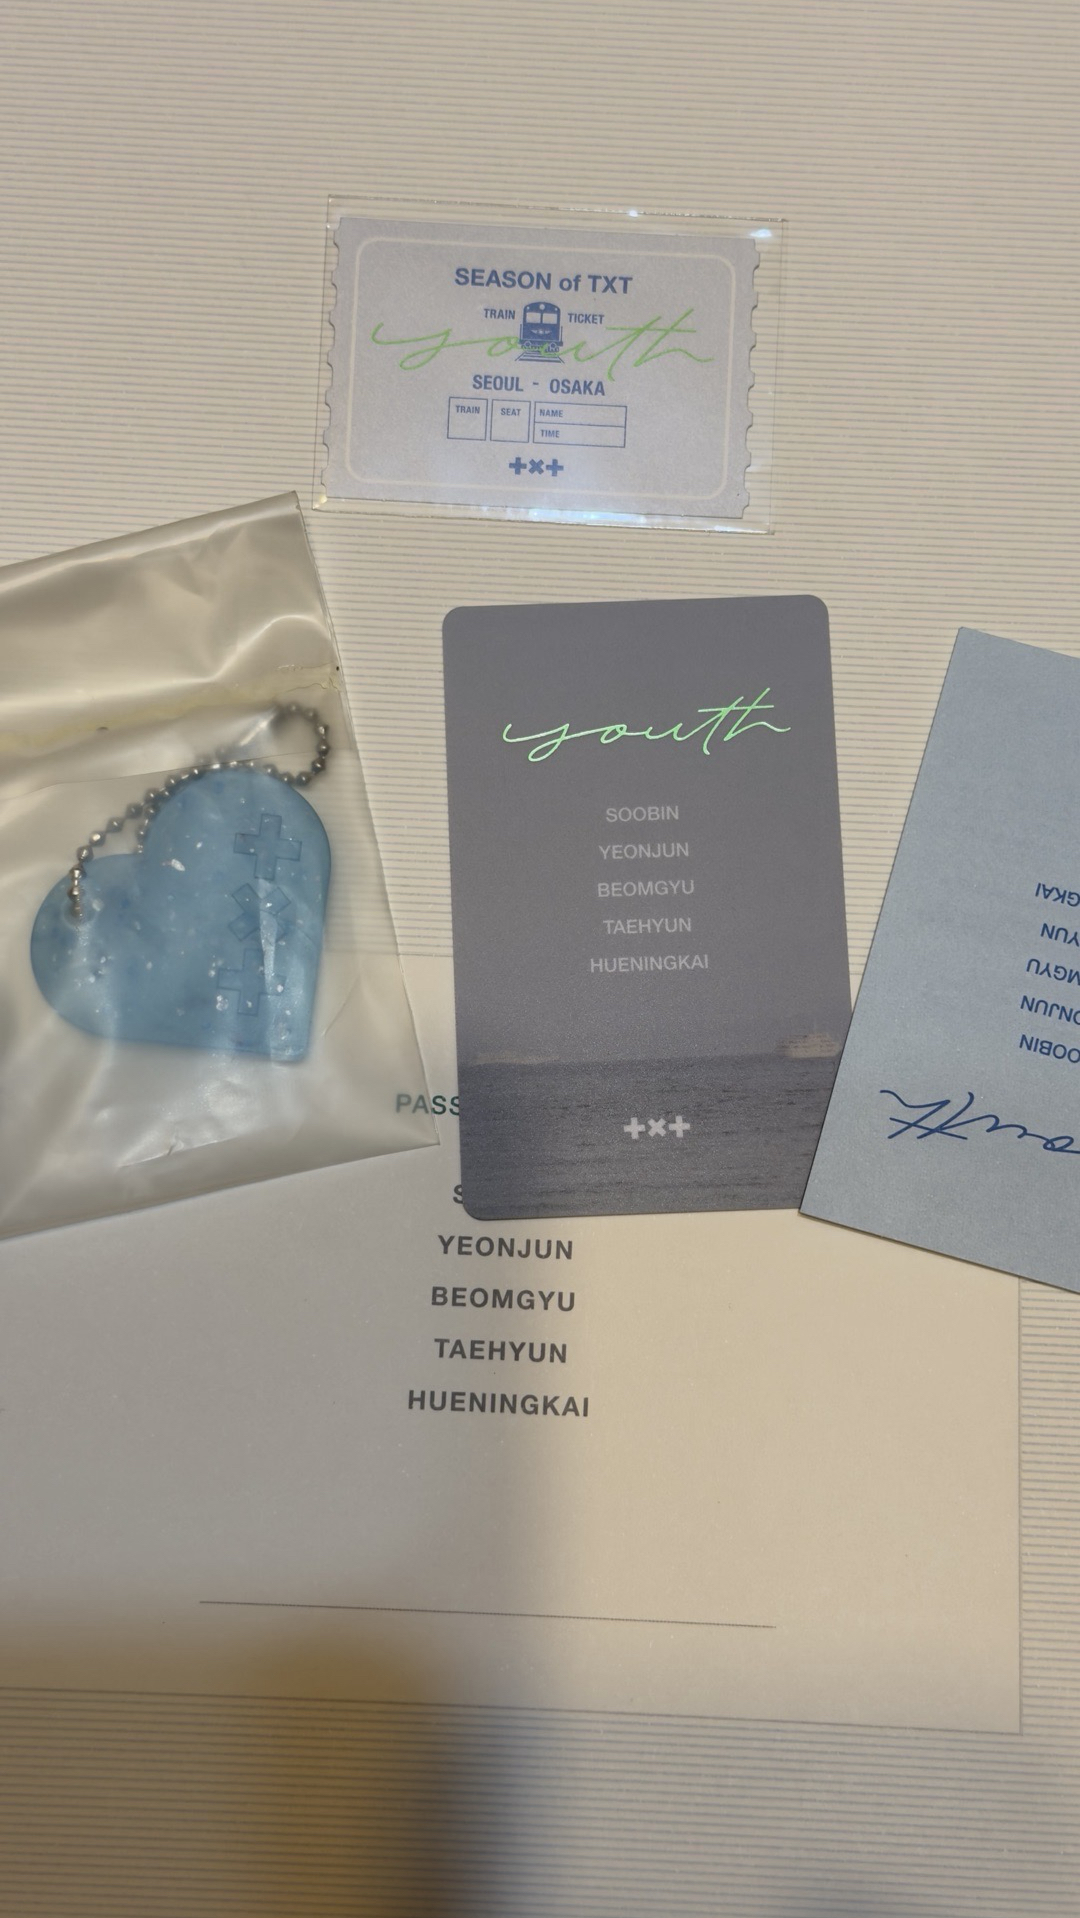 SEASON of TXT
TRAIN TICKET
youth
SEOUL - OSAKA
TRAIN
SEAT
NAME
TIME
+×+
youth
SOOBIN
YEONJUN
BEOMGYU
TAEHYUN
HUENINGKAI
+×+
YEONJUN
BEOMGYU
TAEHYUN
HUENINGKAI
+×+